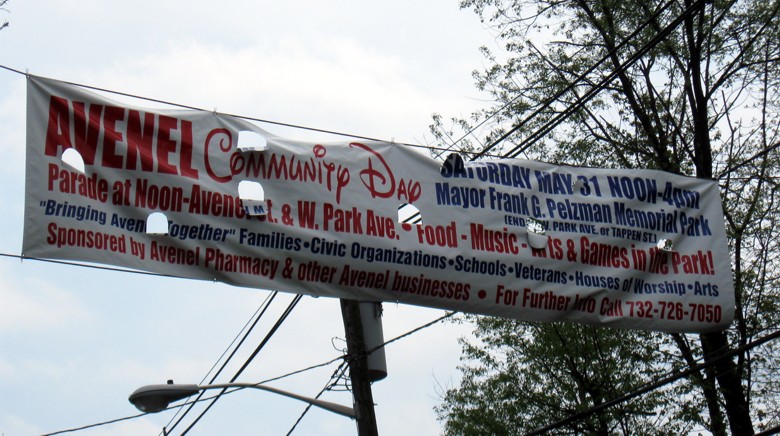 AVENEL Community Day SATURDAY MAY 31 NOON-4pm
Mayor Frank G. Pelzman Memorial Park
(END W. PARK AVE. OF TAPPEN ST.)
Parade at Noon-Avenel St. & W. Park Ave. • Food - Music - Arts & Games in the Park!
"Bringing Avenel Together" Families • Civic Organizations • Schools • Veterans • Houses of Worship • Arts
Sponsored by Avenel Pharmacy & other Avenel businesses • For Further Info Call 732-726-7050